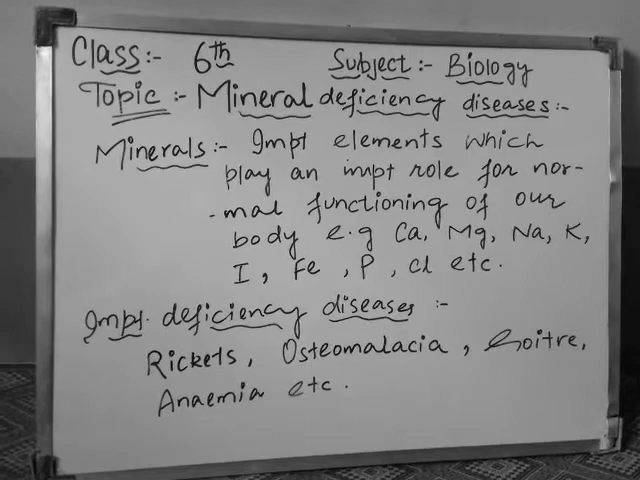 Class:- 6th Subject:- Biology
Topic:- Mineral deficiency diseases:-
Minerals:- Impt elements which
play an impt role for nor-
-mal functioning of our
body e.g Ca, Mg, Na, K,
I, Fe, P, Cl etc.
Impt. deficiency diseases:-
Rickets, Osteomalacia, Goitre,
Anaemia etc.